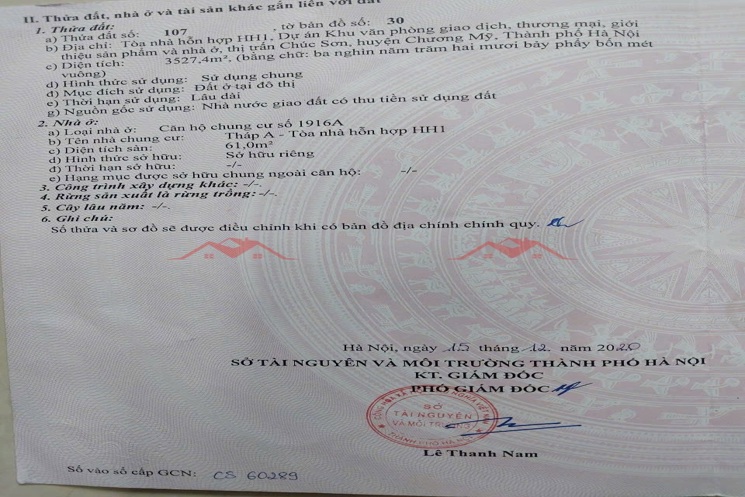 II. Thửa đất, nhà ở và tài sản khác gắn liền với đất
1. Thửa đất:
a) Thửa đất số: 107 , tờ bản đồ số: 30
b) Địa chỉ: Tòa nhà hỗn hợp HH1, Dự án Khu văn phòng giao dịch, thương mại, giới
thiệu sản phẩm và nhà ở, thị trấn Chúc Sơn, huyện Chương Mỹ, Thành phố Hà Nội
c) Diện tích: 3527,4m², (bằng chữ: ba nghìn năm trăm hai mươi bảy phẩy bốn mét
vuông)
d) Hình thức sử dụng: Sử dụng chung
đ) Mục đích sử dụng: Đất ở tại đô thị
e) Thời hạn sử dụng: Lâu dài
g) Nguồn gốc sử dụng: Nhà nước giao đất có thu tiền sử dụng đất
2. Nhà ở:
a) Loại nhà ở: Căn hộ chung cư số 1916A
b) Tên nhà chung cư: Tháp A - Tòa nhà hỗn hợp HH1
c) Diện tích sàn: 61,0m²
d) Hình thức sở hữu: Sở hữu riêng
đ) Thời hạn sở hữu: -/-
e) Hạng mục được sở hữu chung ngoài căn hộ: -/-
3. Công trình xây dựng khác: -/-.
4. Rừng sản xuất là rừng trồng: -/-.
5. Cây lâu năm: -/-.
6. Ghi chú:
Số thửa và sơ đồ sẽ được điều chỉnh khi có bản đồ địa chính chính quy.
Hà Nội, ngày 15 tháng 12 năm 2020
SỞ TÀI NGUYÊN VÀ MÔI TRƯỜNG THÀNH PHỐ HÀ NỘI
KT. GIÁM ĐỐC
PHÓ GIÁM ĐỐC
SỞ
TÀI NGUYÊN
VÀ MÔI TRƯỜNG
THÀNH PHỐ HÀ NỘI
Lê Thanh Nam
Số vào sổ cấp GCN: CS 60289